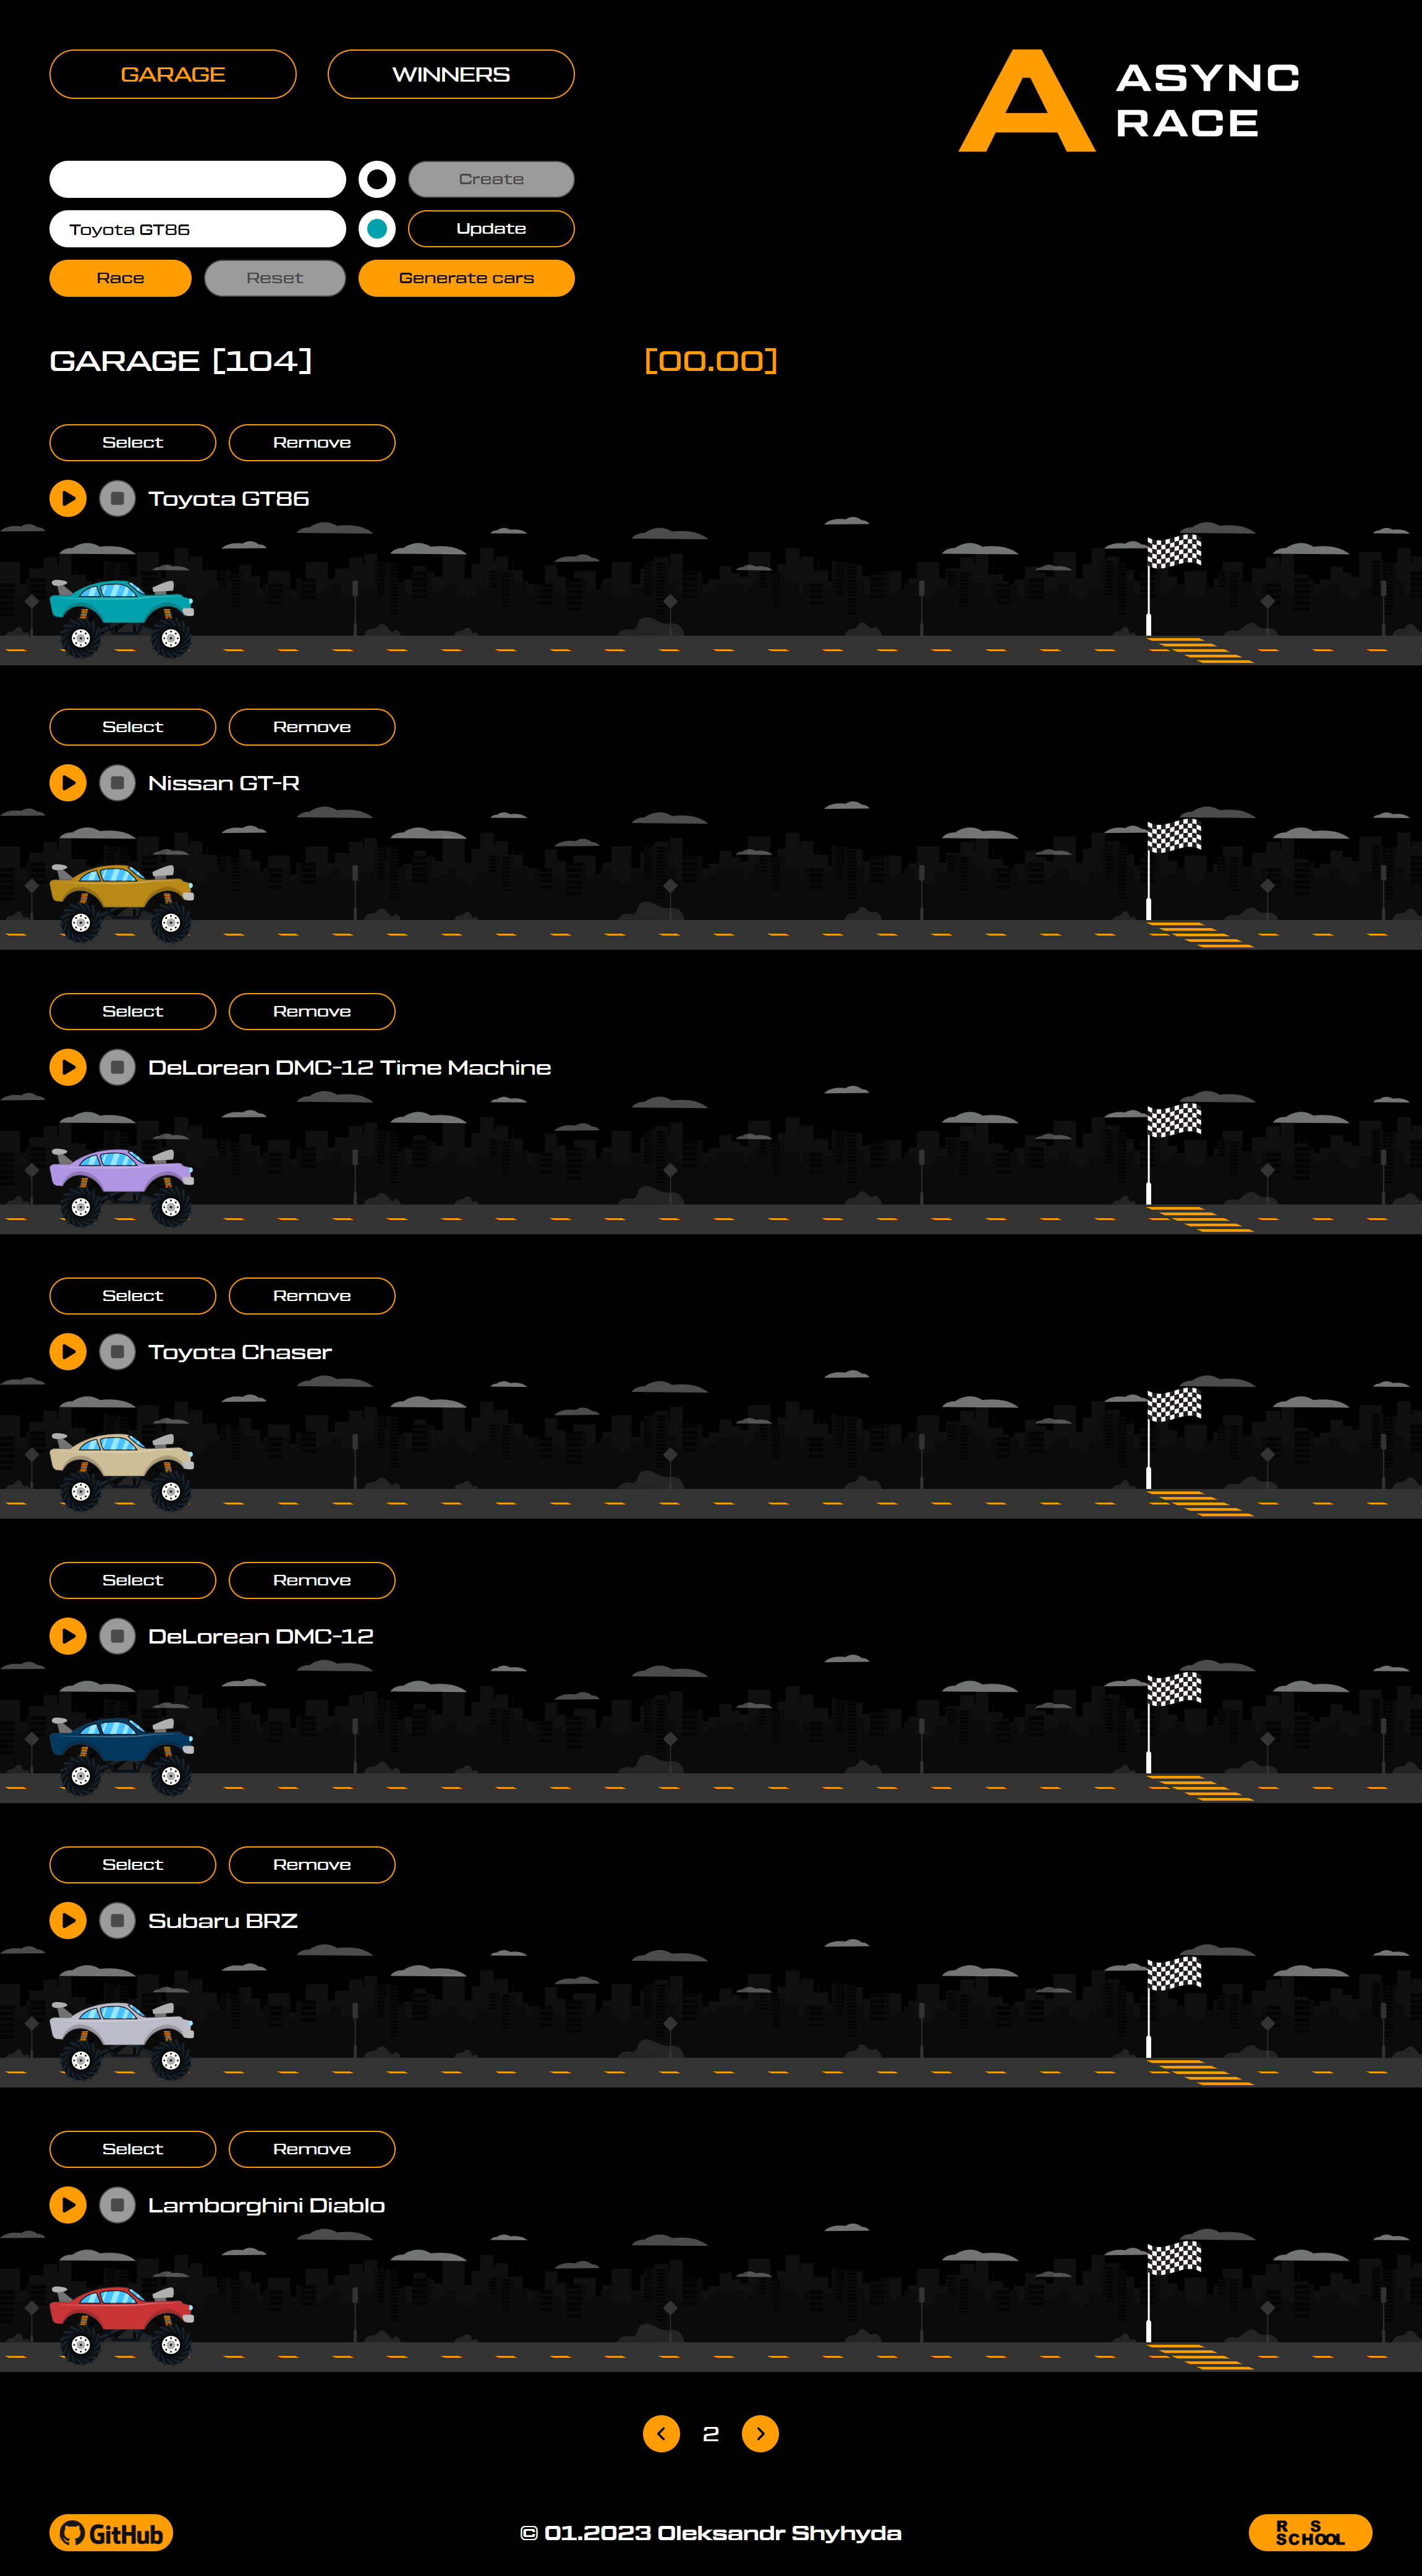 GARAGE WINNERS
A ASYNC
RACE
Create
Toyota GT86 Update
Race Reset Generate cars
GARAGE [104] [00.00]
Select Remove
Toyota GT86
Select Remove
Nissan GT-R
Select Remove
DeLorean DMC-12 Time Machine
Select Remove
Toyota Chaser
Select Remove
DeLorean DMC-12
Select Remove
Subaru BRZ
Select Remove
Lamborghini Diablo
2
GitHub © 01.2023 Oleksandr Shyhyda
R S
SCHOOL